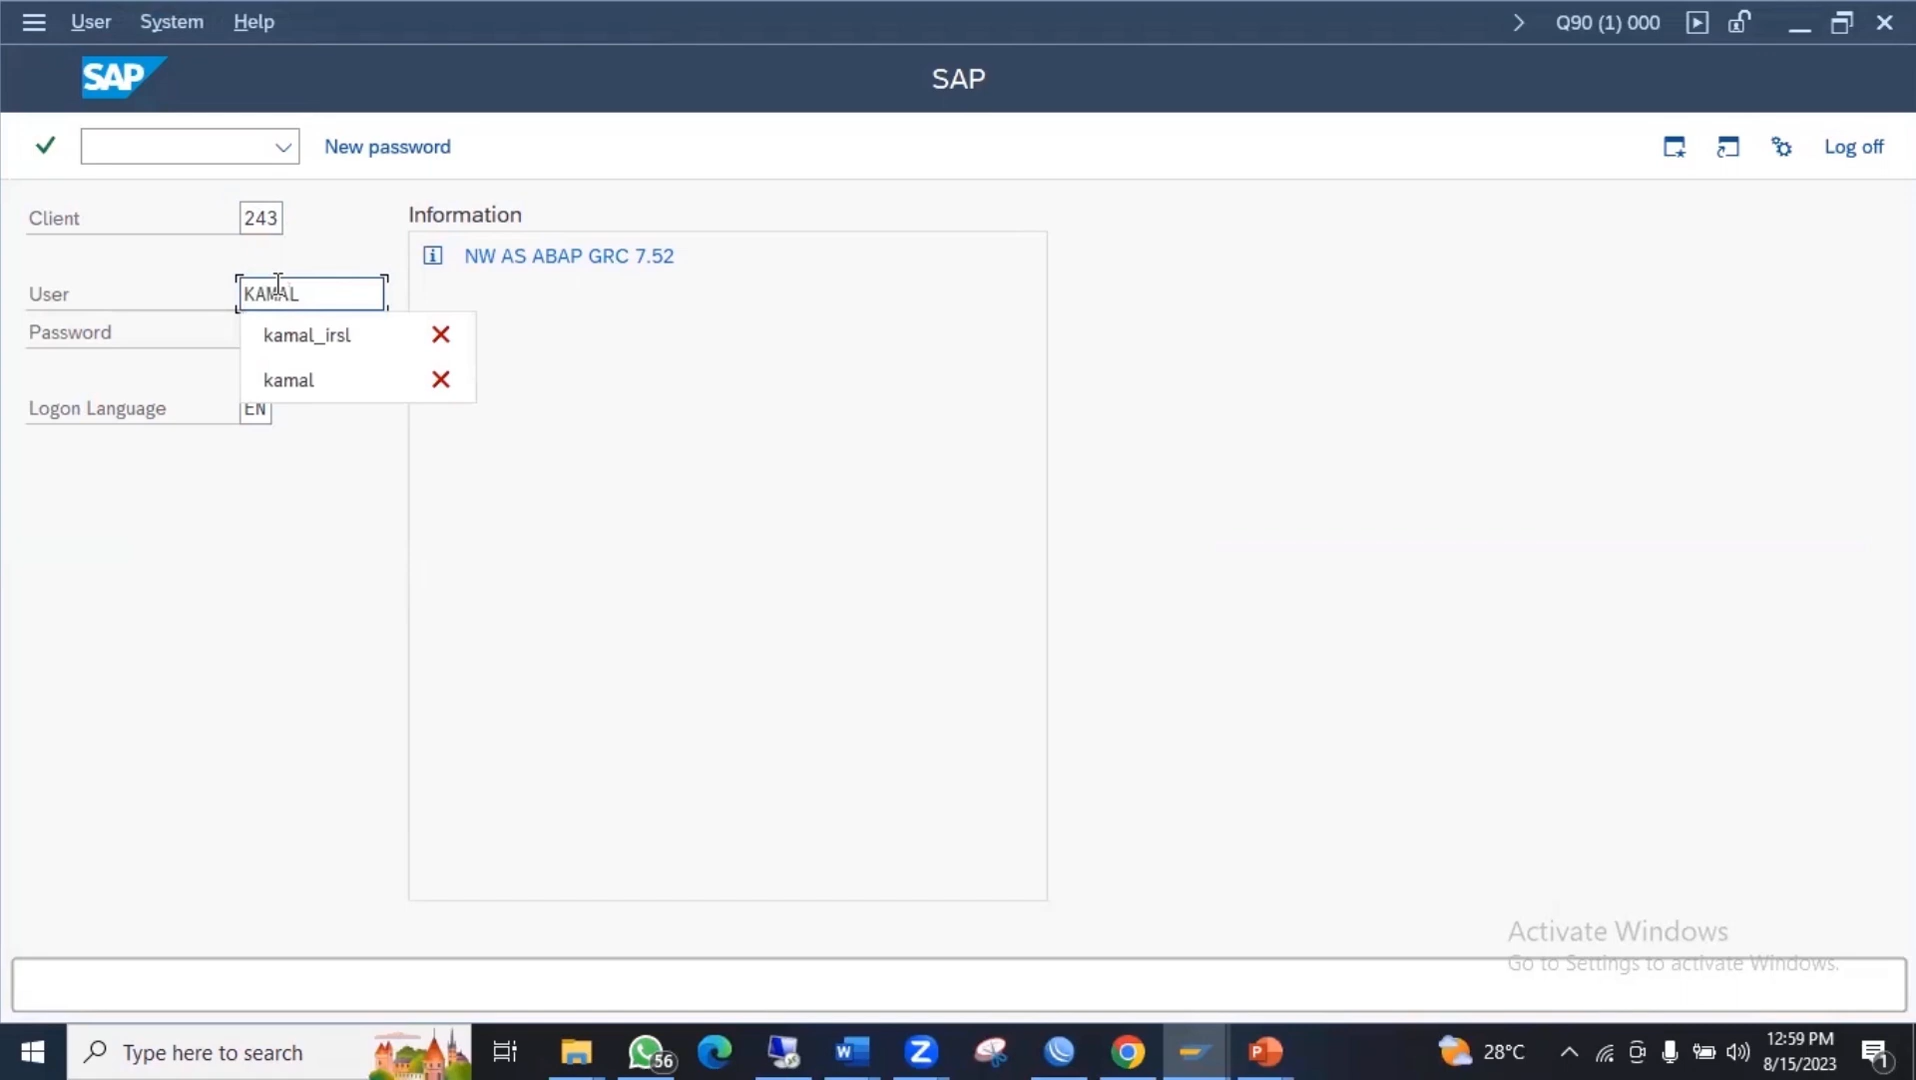 User System Help
Q90 (1) 000
SAP
SAP
New password
Log off
Client 243
Information
NW AS ABAP GRC 7.52
User KAMAL
Password
kamal_irsl
kamal
Logon Language EN
Activate Windows
Go to Settings to activate Windows.
Type here to search
56
28°C
12:59 PM
8/15/2023
1